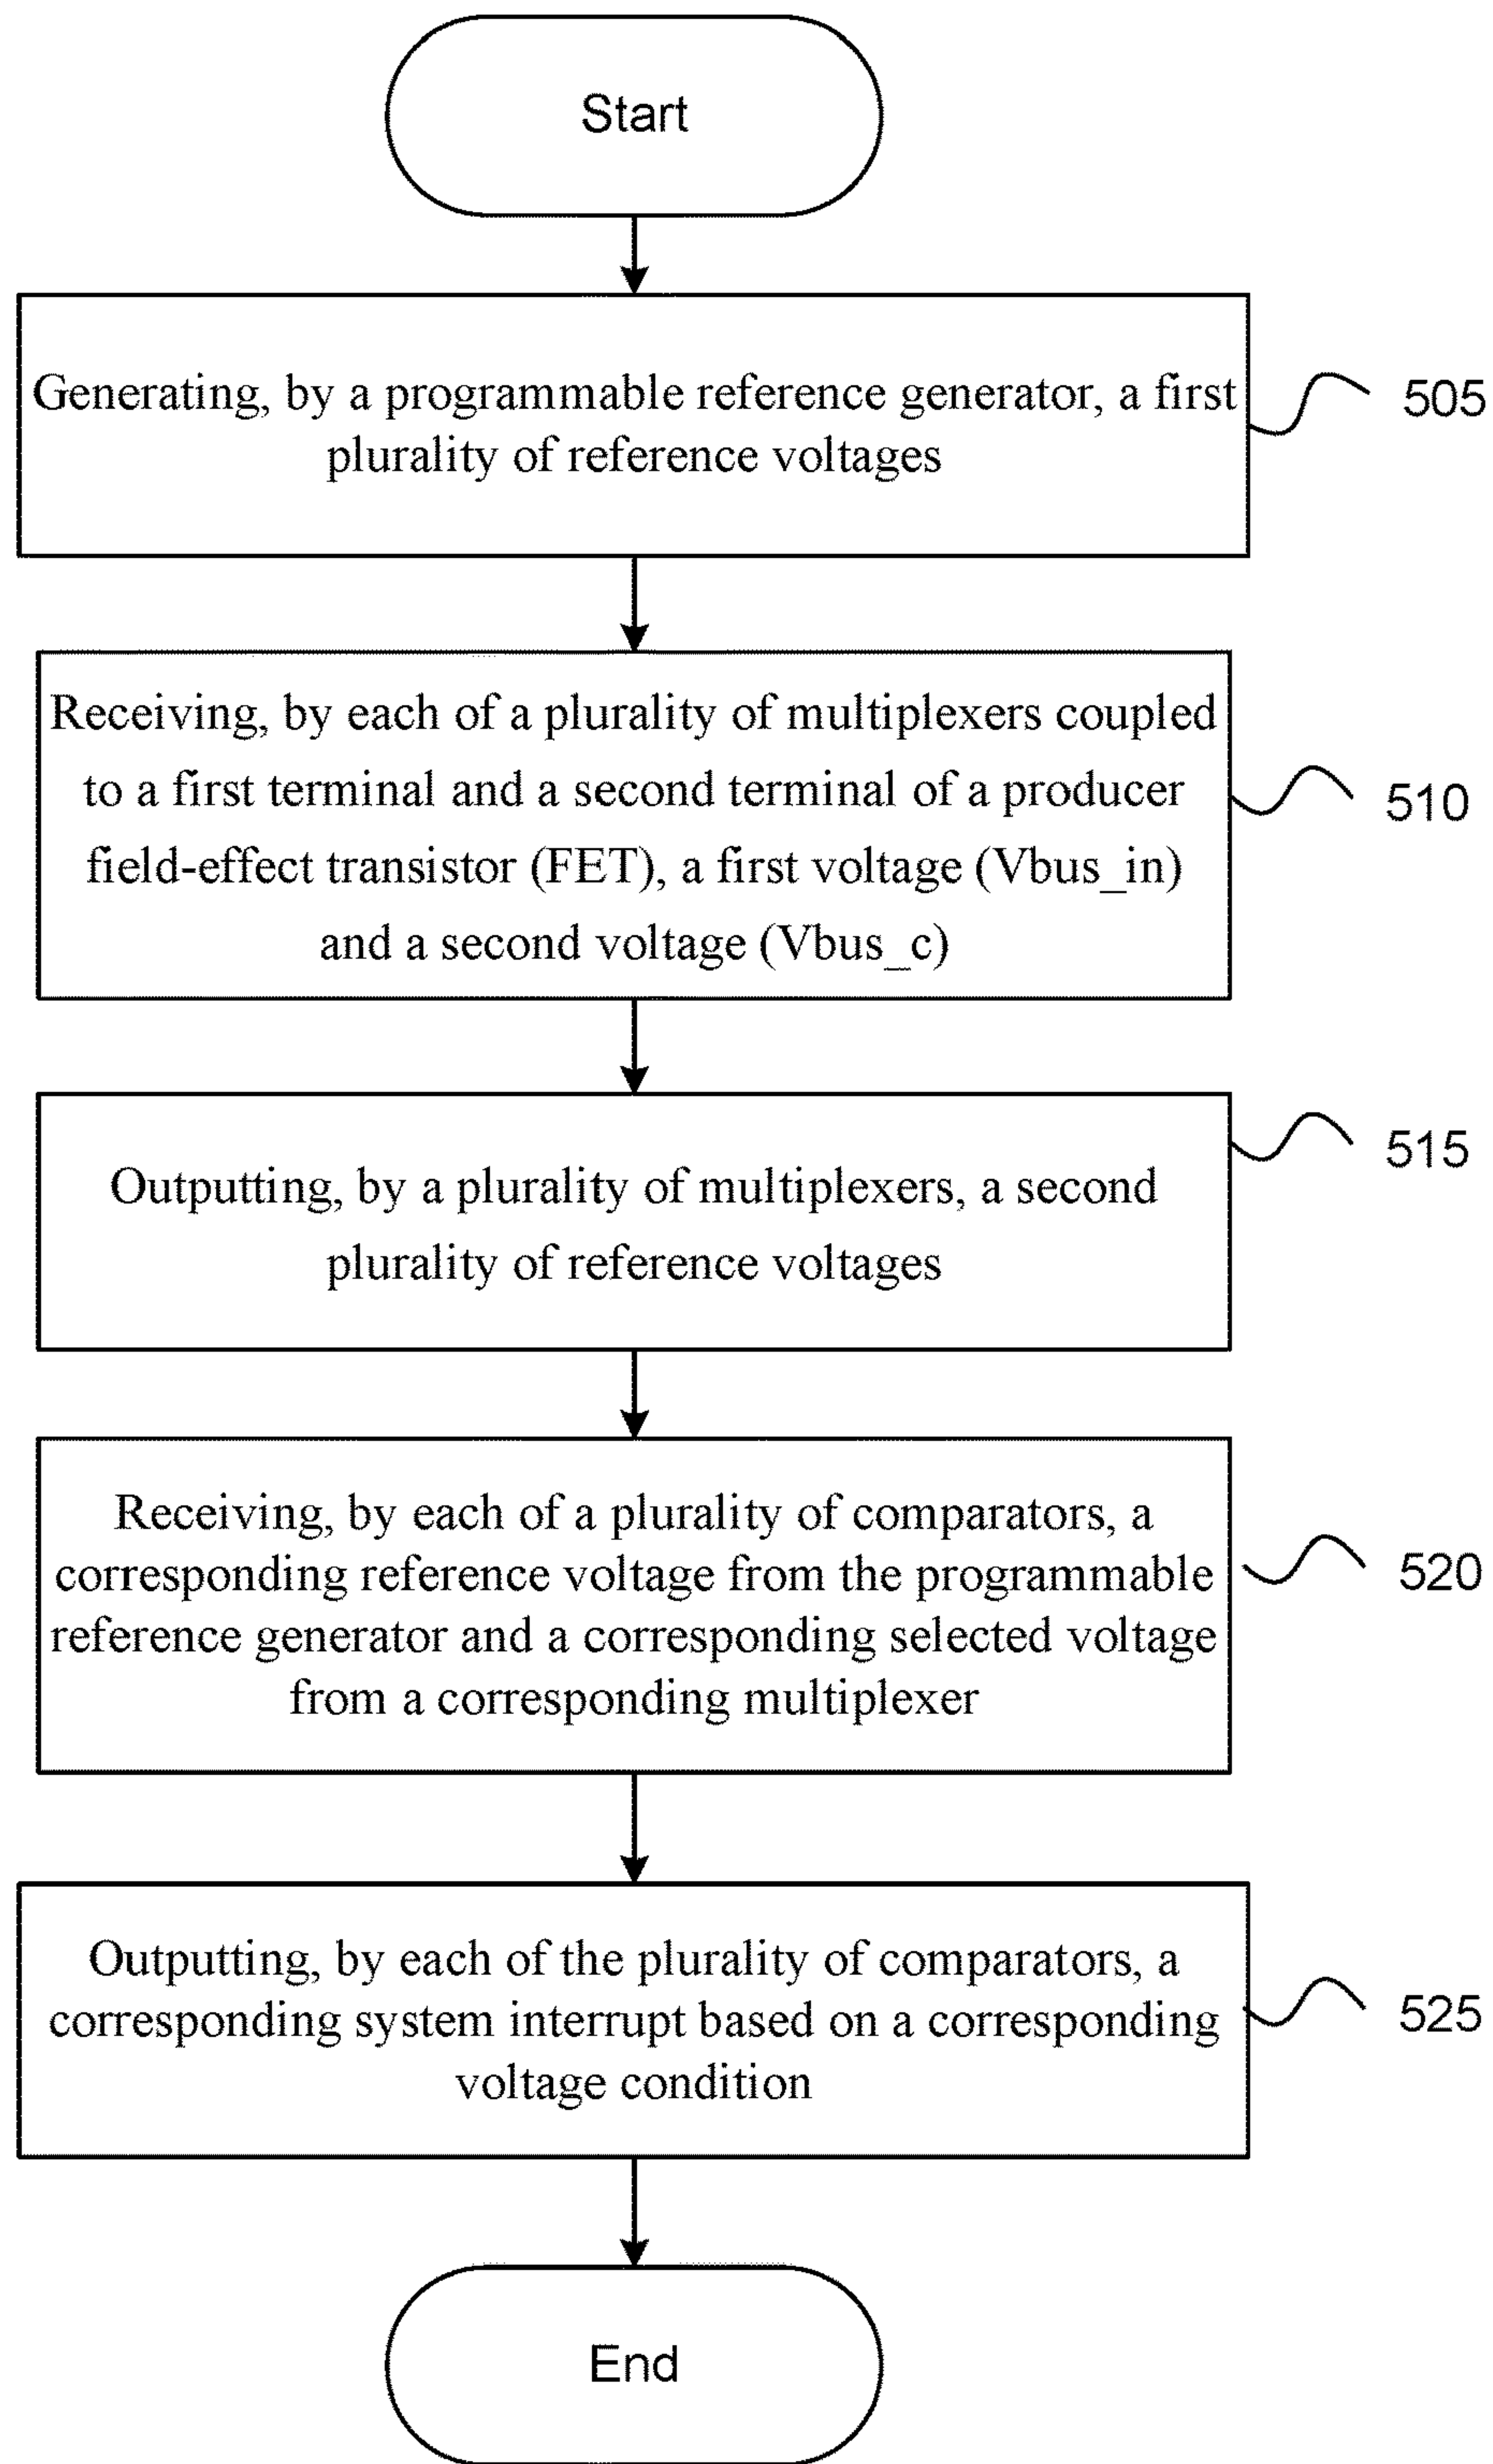 Start
Generating, by a programmable reference generator, a first
plurality of reference voltages
505
Receiving, by each of a plurality of multiplexers coupled
to a first terminal and a second terminal of a producer
field-effect transistor (FET), a first voltage (Vbus_in)
and a second voltage (Vbus_c)
510
Outputting, by a plurality of multiplexers, a second
plurality of reference voltages
515
Receiving, by each of a plurality of comparators, a
corresponding reference voltage from the programmable
reference generator and a corresponding selected voltage
from a corresponding multiplexer
520
Outputting, by each of the plurality of comparators, a
corresponding system interrupt based on a corresponding
voltage condition
525
End